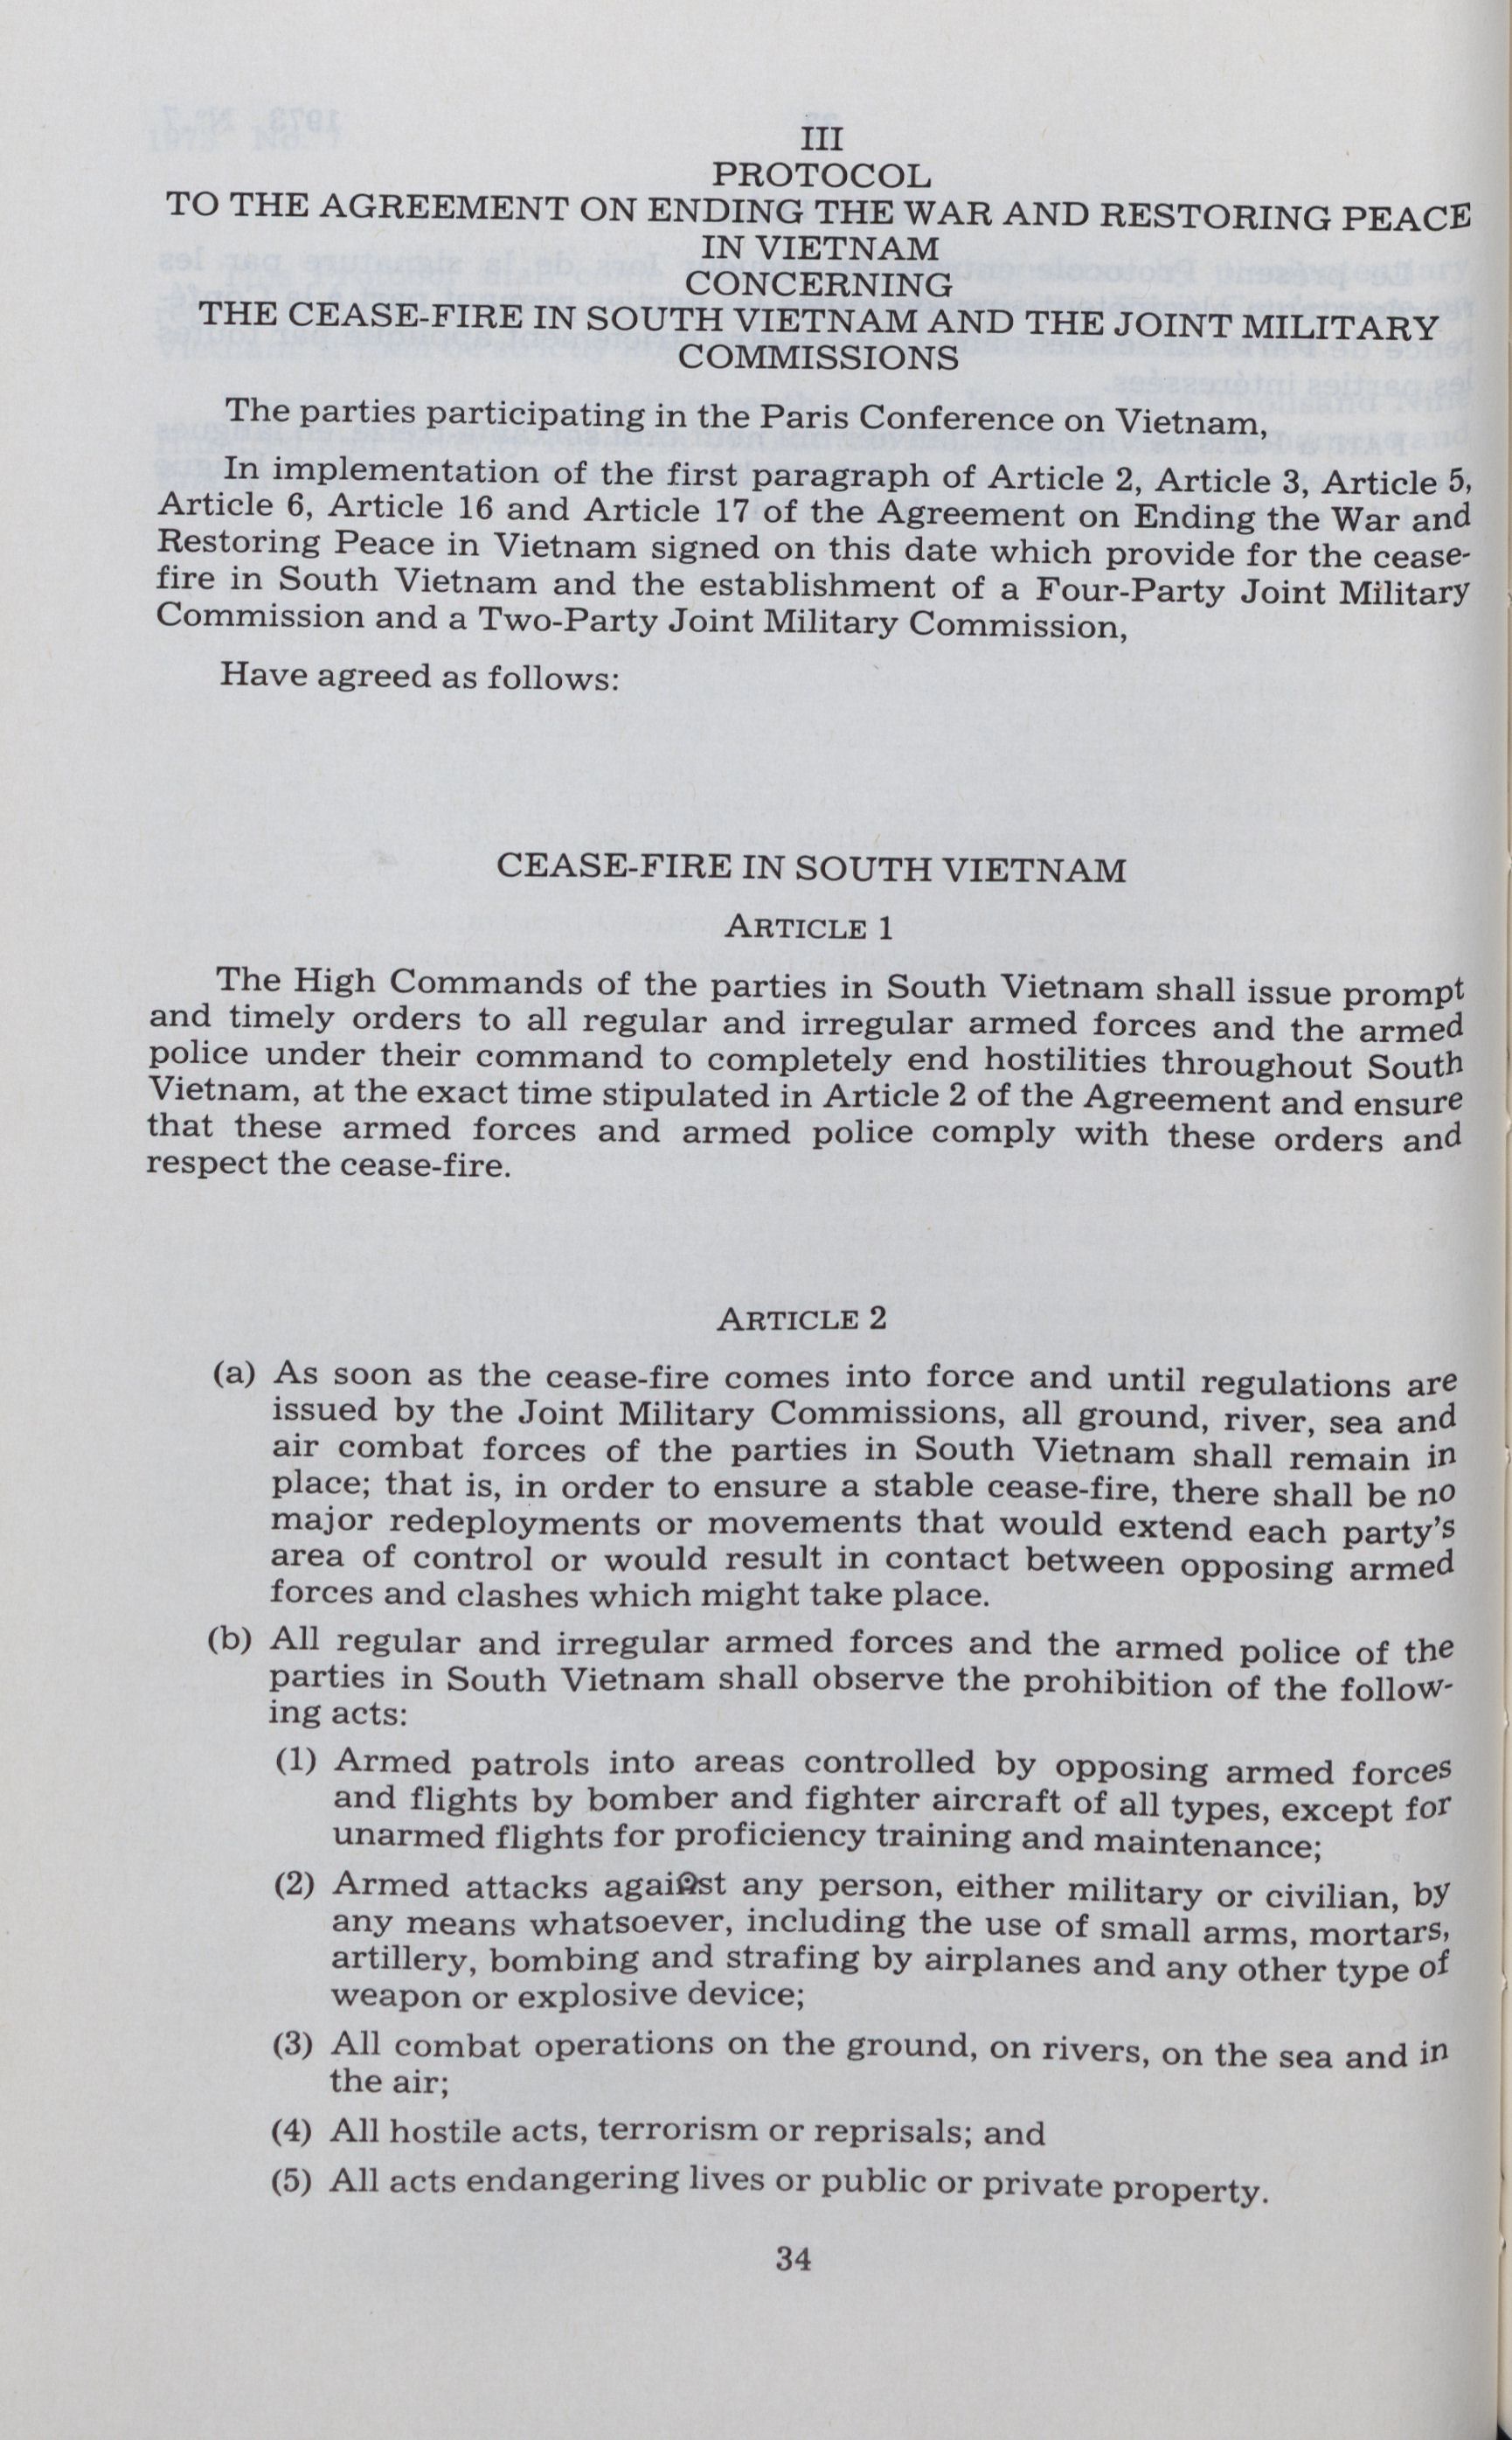 III
PROTOCOL
TO THE AGREEMENT ON ENDING THE WAR AND RESTORING PEACE
IN VIETNAM
CONCERNING
THE CEASE-FIRE IN SOUTH VIETNAM AND THE JOINT MILITARY
COMMISSIONS
The parties participating in the Paris Conference on Vietnam,
In implementation of the first paragraph of Article 2, Article 3, Article 5,
Article 6, Article 16 and Article 17 of the Agreement on Ending the War and
Restoring Peace in Vietnam signed on this date which provide for the cease-
fire in South Vietnam and the establishment of a Four-Party Joint Military
Commission and a Two-Party Joint Military Commission,
Have agreed as follows:
CEASE-FIRE IN SOUTH VIETNAM
ARTICLE 1
The High Commands of the parties in South Vietnam shall issue prompt
and timely orders to all regular and irregular armed forces and the armed
police under their command to completely end hostilities throughout South
Vietnam, at the exact time stipulated in Article 2 of the Agreement and ensure
that these armed forces and armed police comply with these orders and
respect the cease-fire.
ARTICLE 2
(a) As soon as the cease-fire comes into force and until regulations are
issued by the Joint Military Commissions, all ground, river, sea and
air combat forces of the parties in South Vietnam shall remain in
place; that is, in order to ensure a stable cease-fire, there shall be no
major redeployments or movements that would extend each party's
area of control or would result in contact between opposing armed
forces and clashes which might take place.
(b) All regular and irregular armed forces and the armed police of the
parties in South Vietnam shall observe the prohibition of the follow-
ing acts:
(1) Armed patrols into areas controlled by opposing armed forces
and flights by bomber and fighter aircraft of all types, except for
unarmed flights for proficiency training and maintenance;
(2) Armed attacks against any person, either military or civilian, by
any means whatsoever, including the use of small arms, mortars,
artillery, bombing and strafing by airplanes and any other type of
weapon or explosive device;
(3) All combat operations on the ground, on rivers, on the sea and in
the air;
(4) All hostile acts, terrorism or reprisals; and
(5) All acts endangering lives or public or private property.
34